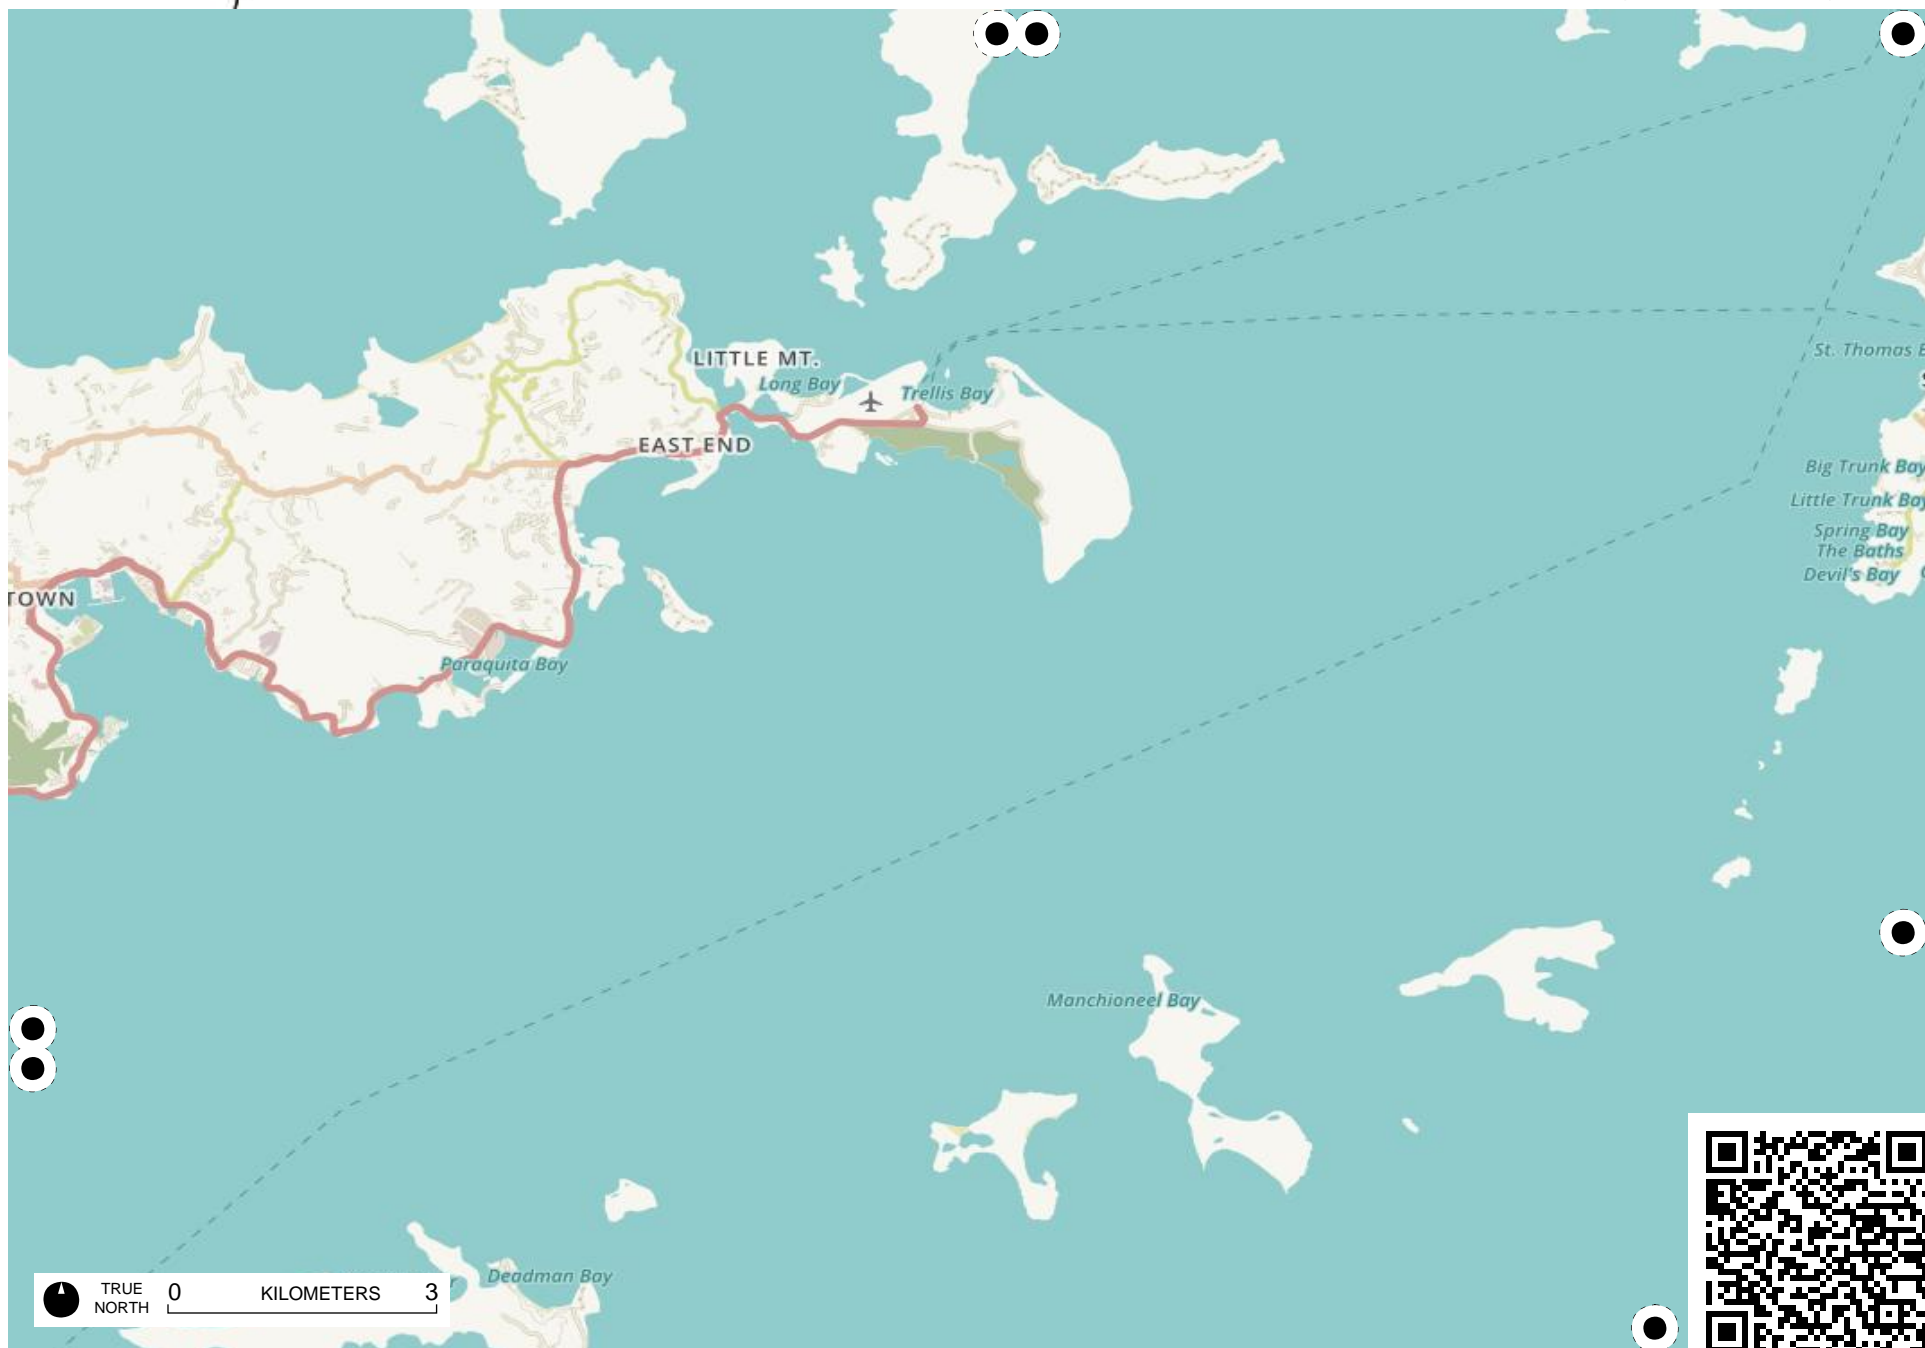 LITTLE MT.
Long Bay
Trellis Bay
EAST END
St. Thomas
Big Trunk Bay
Little Trunk Bay
Spring Bay
The Baths
Devil's Bay
TOWN
Paraquita Bay
Manchioneel Bay
Deadman Bay
TRUE
NORTH
0 KILOMETERS 3